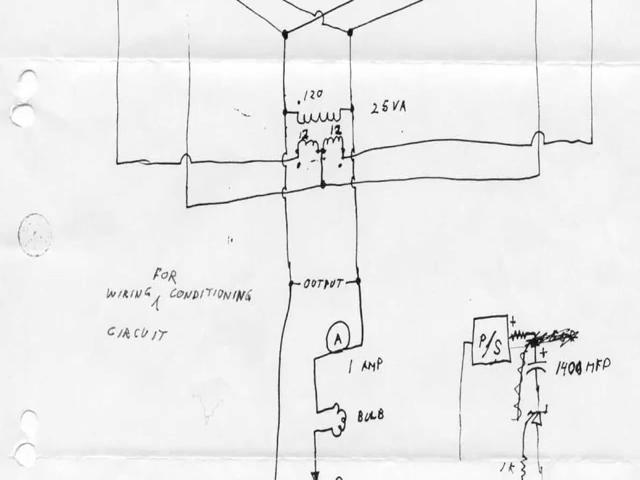 120
25VA
12 12
OUTPUT
FOR
WIRING CONDITIONING
CIRCUIT
A
1 AMP
BULB
+
P/S
+
1400 MFD
1K